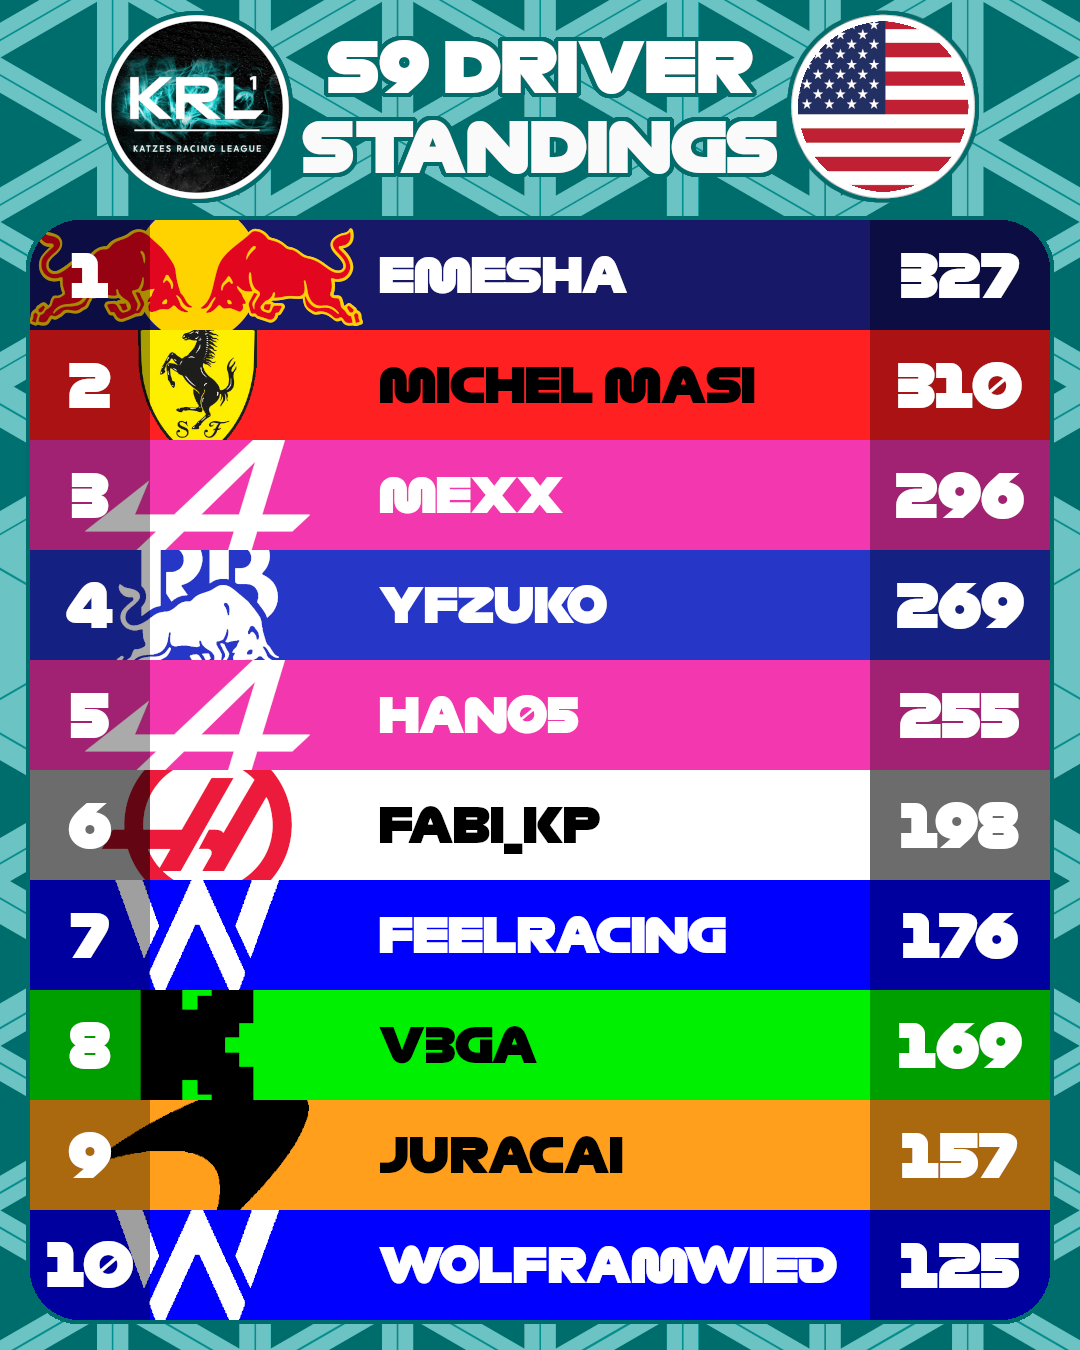 KRL1
KATZES RACING LEAGUE
S9 DRIVER
STANDINGS
1 EMESHA 327
2 S F MICHEL MASI 310
3 MEXX 296
4 RB YFZUKO 269
5 HAN05 255
6 FABI_KP 198
7 W FEELRACING 176
8 V3GA 169
9 JURACAI 157
10 W WOLFRAMWIED 125